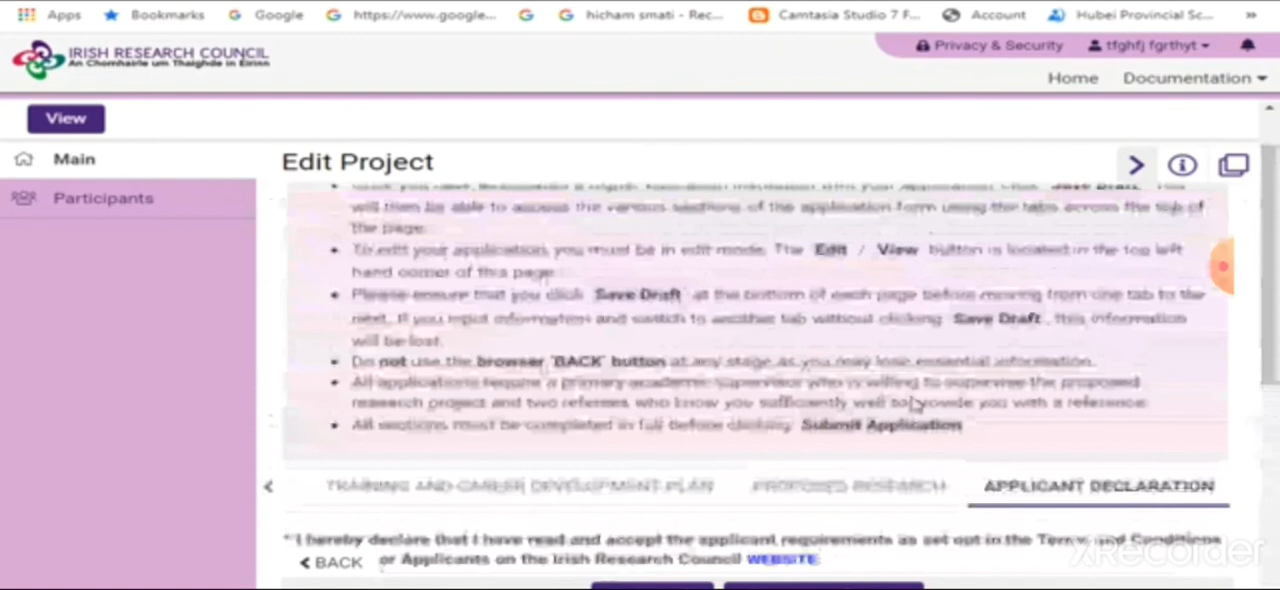 Apps Bookmarks Google https://www.google... hicham smati - Rec... Camtasia Studio 7 F... Account Hubei Provincial Sc... »
IRISH RESEARCH COUNCIL
An Chomhairle um Thaighde in Éirinn
Privacy & Security tfghfj fgrthyt
Home Documentation
View
Main
Participants
Edit Project
will then be able to access the various sections of the application form using the tabs across the top of
the page.
To edit your application, you must be in edit mode. The Edit / View button is located in the top left
hand corner of this page
Please ensure that you click Save Draft at the bottom of each page before moving from one tab to the
next. If you input information and switch to another tab without clicking Save Draft, this information
will be lost.
Do not use the browser 'BACK' button at any stage as you may lose essential information.
All applications require a primary academic supervisor who is willing to supervise the proposed
research project and two referees who know you sufficiently well to provide you with a reference.
All sections must be completed in full before clicking Submit Application
TRAINING AND CAREER DEVELOPMENT PLAN PROPOSED RESEARCH APPLICANT DECLARATION
* I hereby declare that I have read and accept the applicant requirements as set out in the Terms and Conditions
or Applicants on the Irish Research Council WEBSITE
BACK
XRecorder